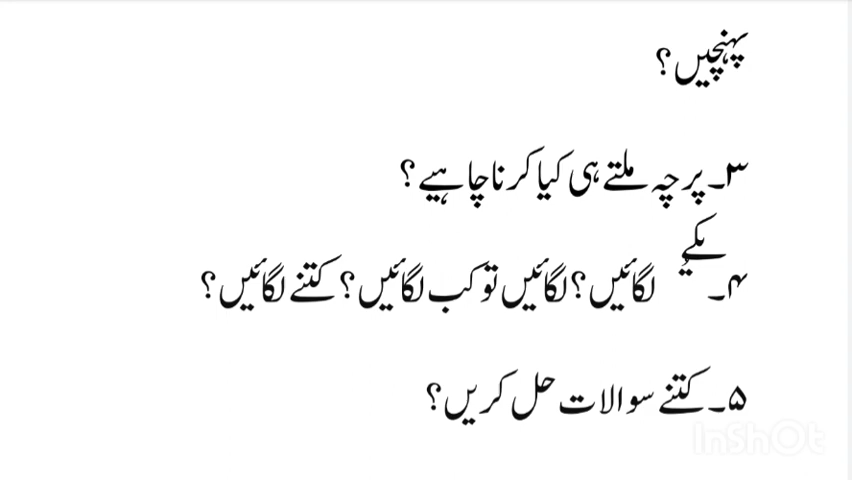 پہنچیں؟
۳۔ پرچہ ملتے ہی کیا کرنا چاہیے؟
۴۔ تکے لگائیں؟ لگائیں تو کب لگائیں؟ کتنے لگائیں؟
۵۔ کتنے سوالات حل کریں؟
InShOt